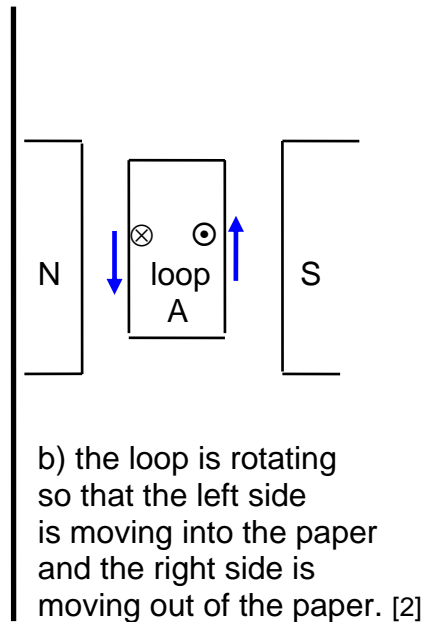 N loop S
A
b) the loop is rotating
so that the left side
is moving into the paper
and the right side is
moving out of the paper. [2]